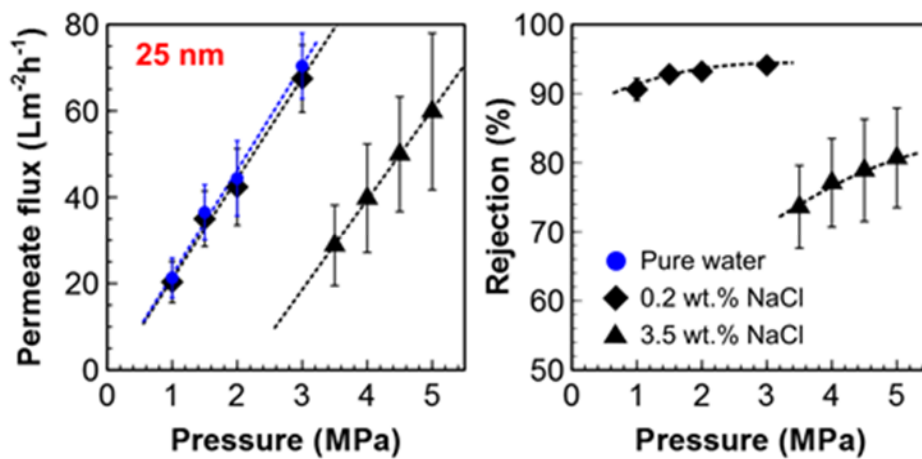 Permeate flux (Lm⁻²h⁻¹)
80
60
40
20
0
25 nm
0 1 2 3 4 5
Pressure (MPa)
Rejection (%)
100
90
80
70
60
50
Pure water
0.2 wt.% NaCl
3.5 wt.% NaCl
0 1 2 3 4 5
Pressure (MPa)